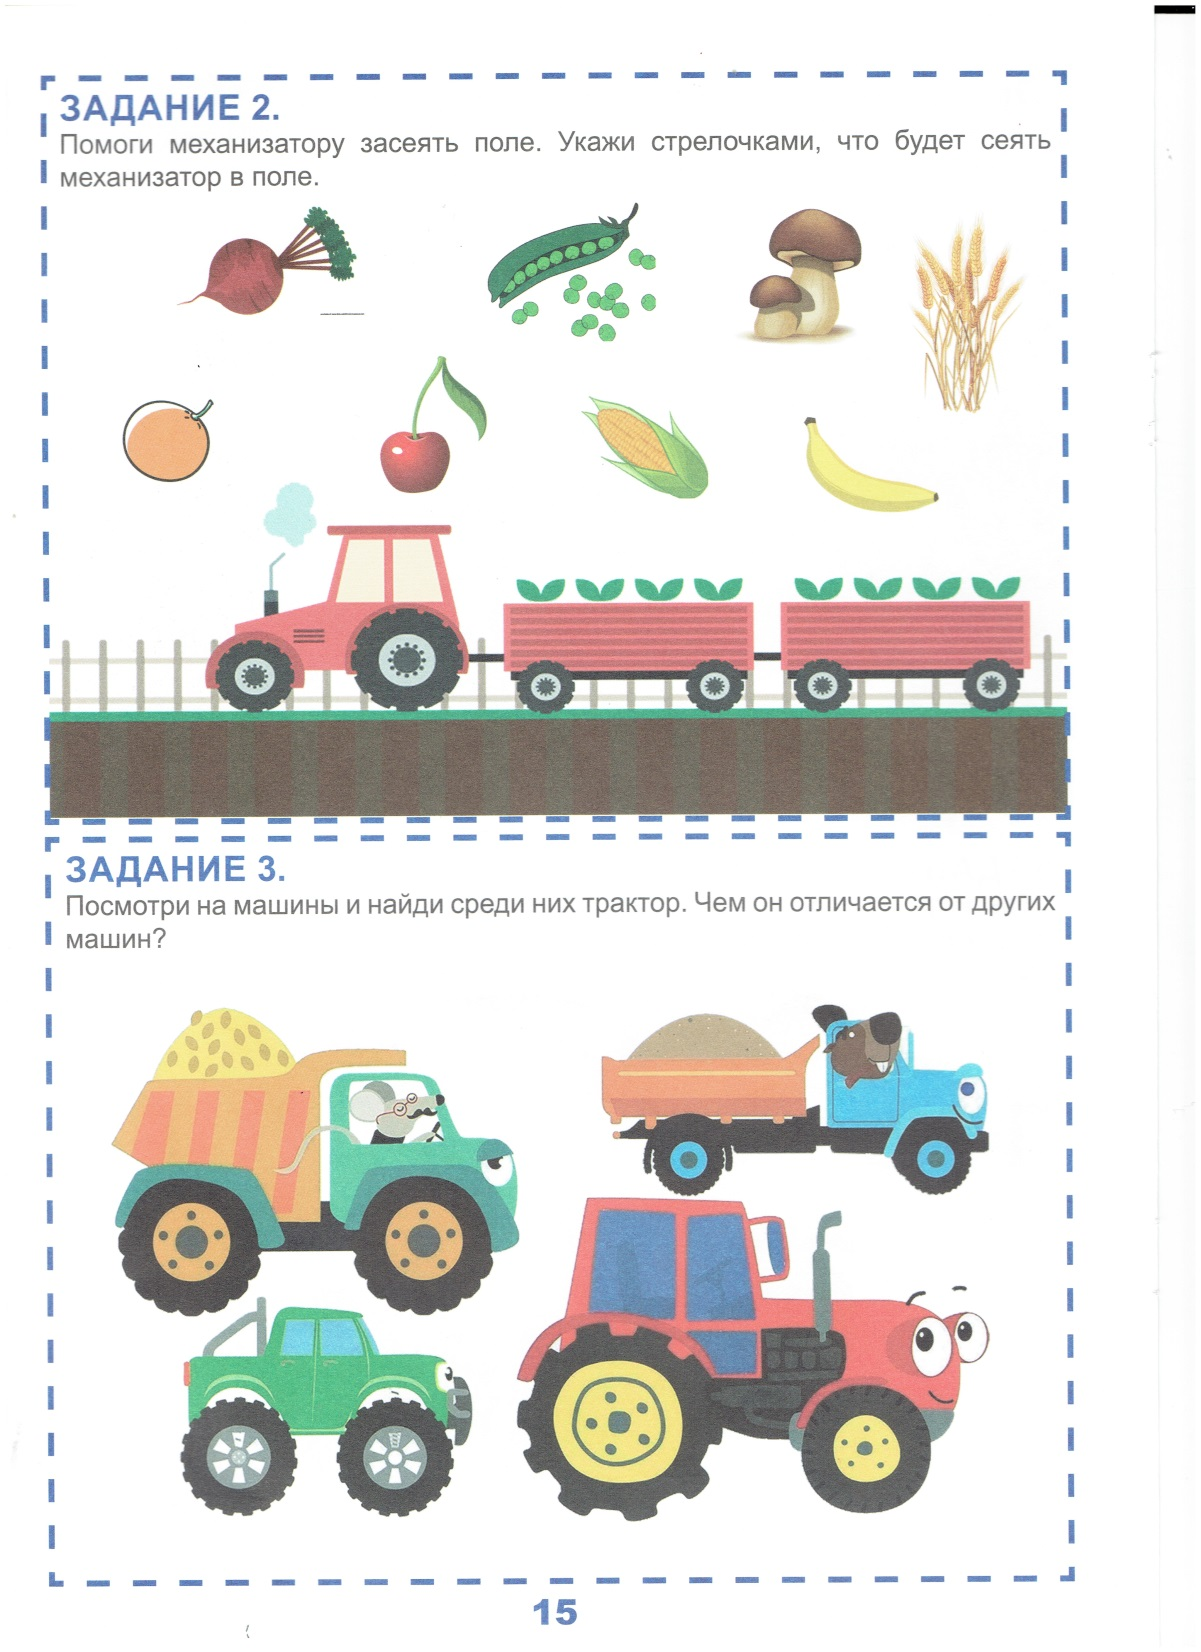 ЗАДАНИЕ 2.
Помоги механизатору засеять поле. Укажи стрелочками, что будет сеять
механизатор в поле.
ЗАДАНИЕ 3.
Посмотри на машины и найди среди них трактор. Чем он отличается от других
машин?
15